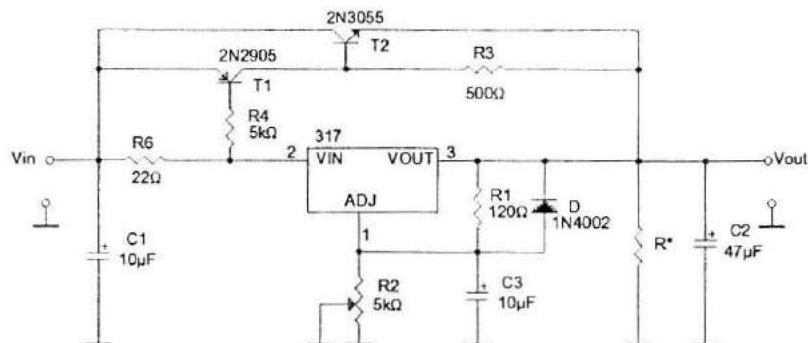 2N3055
T2
2N2905
T1
R3
500Ω
R4
5kΩ
317
R6
22Ω
Vin
2
VIN
VOUT
3
ADJ
1
R1
120Ω
D
1N4002
Vout
+
C1
10µF
R2
5kΩ
+
C3
10µF
R*
+
C2
47µF